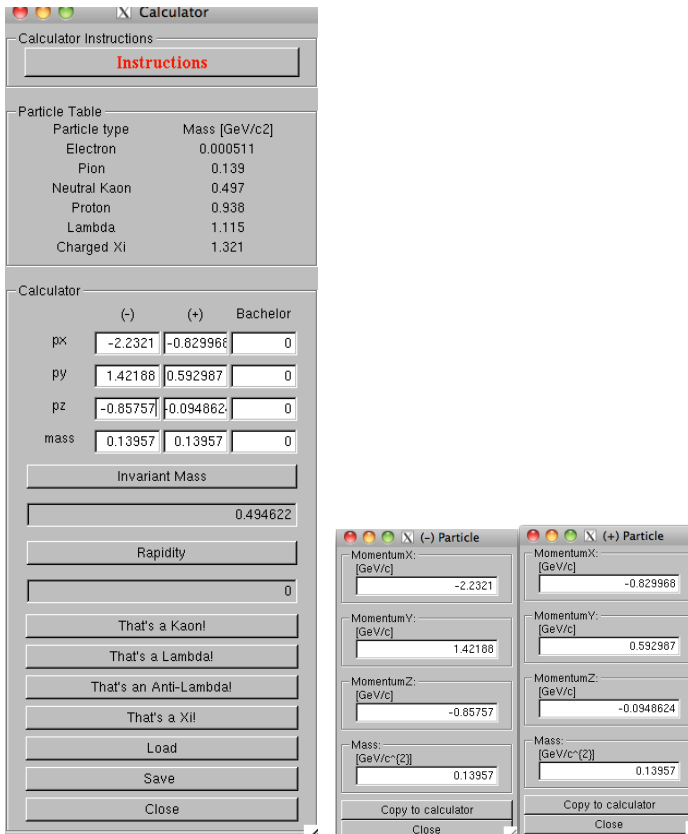 X Calculator
Calculator Instructions
Instructions
Particle Table
Particle type Mass [GeV/c2]
Electron 0.000511
Pion 0.139
Neutral Kaon 0.497
Proton 0.938
Lambda 1.115
Charged Xi 1.321
Calculator
(-) (+) Bachelor
px -2.2321 -0.829968 0
py 1.42188 0.592987 0
pz -0.85757 -0.0948624 0
mass 0.13957 0.13957 0
Invariant Mass
0.494622
Rapidity
0
That's a Kaon!
That's a Lambda!
That's an Anti-Lambda!
That's a Xi!
Load
Save
Close
X (-) Particle
MomentumX:
[GeV/c]
-2.2321
MomentumY:
[GeV/c]
1.42188
MomentumZ:
[GeV/c]
-0.85757
Mass:
[GeV/c^{2}]
0.13957
Copy to calculator
Close
X (+) Particle
MomentumX:
[GeV/c]
-0.829968
MomentumY:
[GeV/c]
0.592987
MomentumZ:
[GeV/c]
-0.0948624
Mass:
[GeV/c^{2}]
0.13957
Copy to calculator
Close